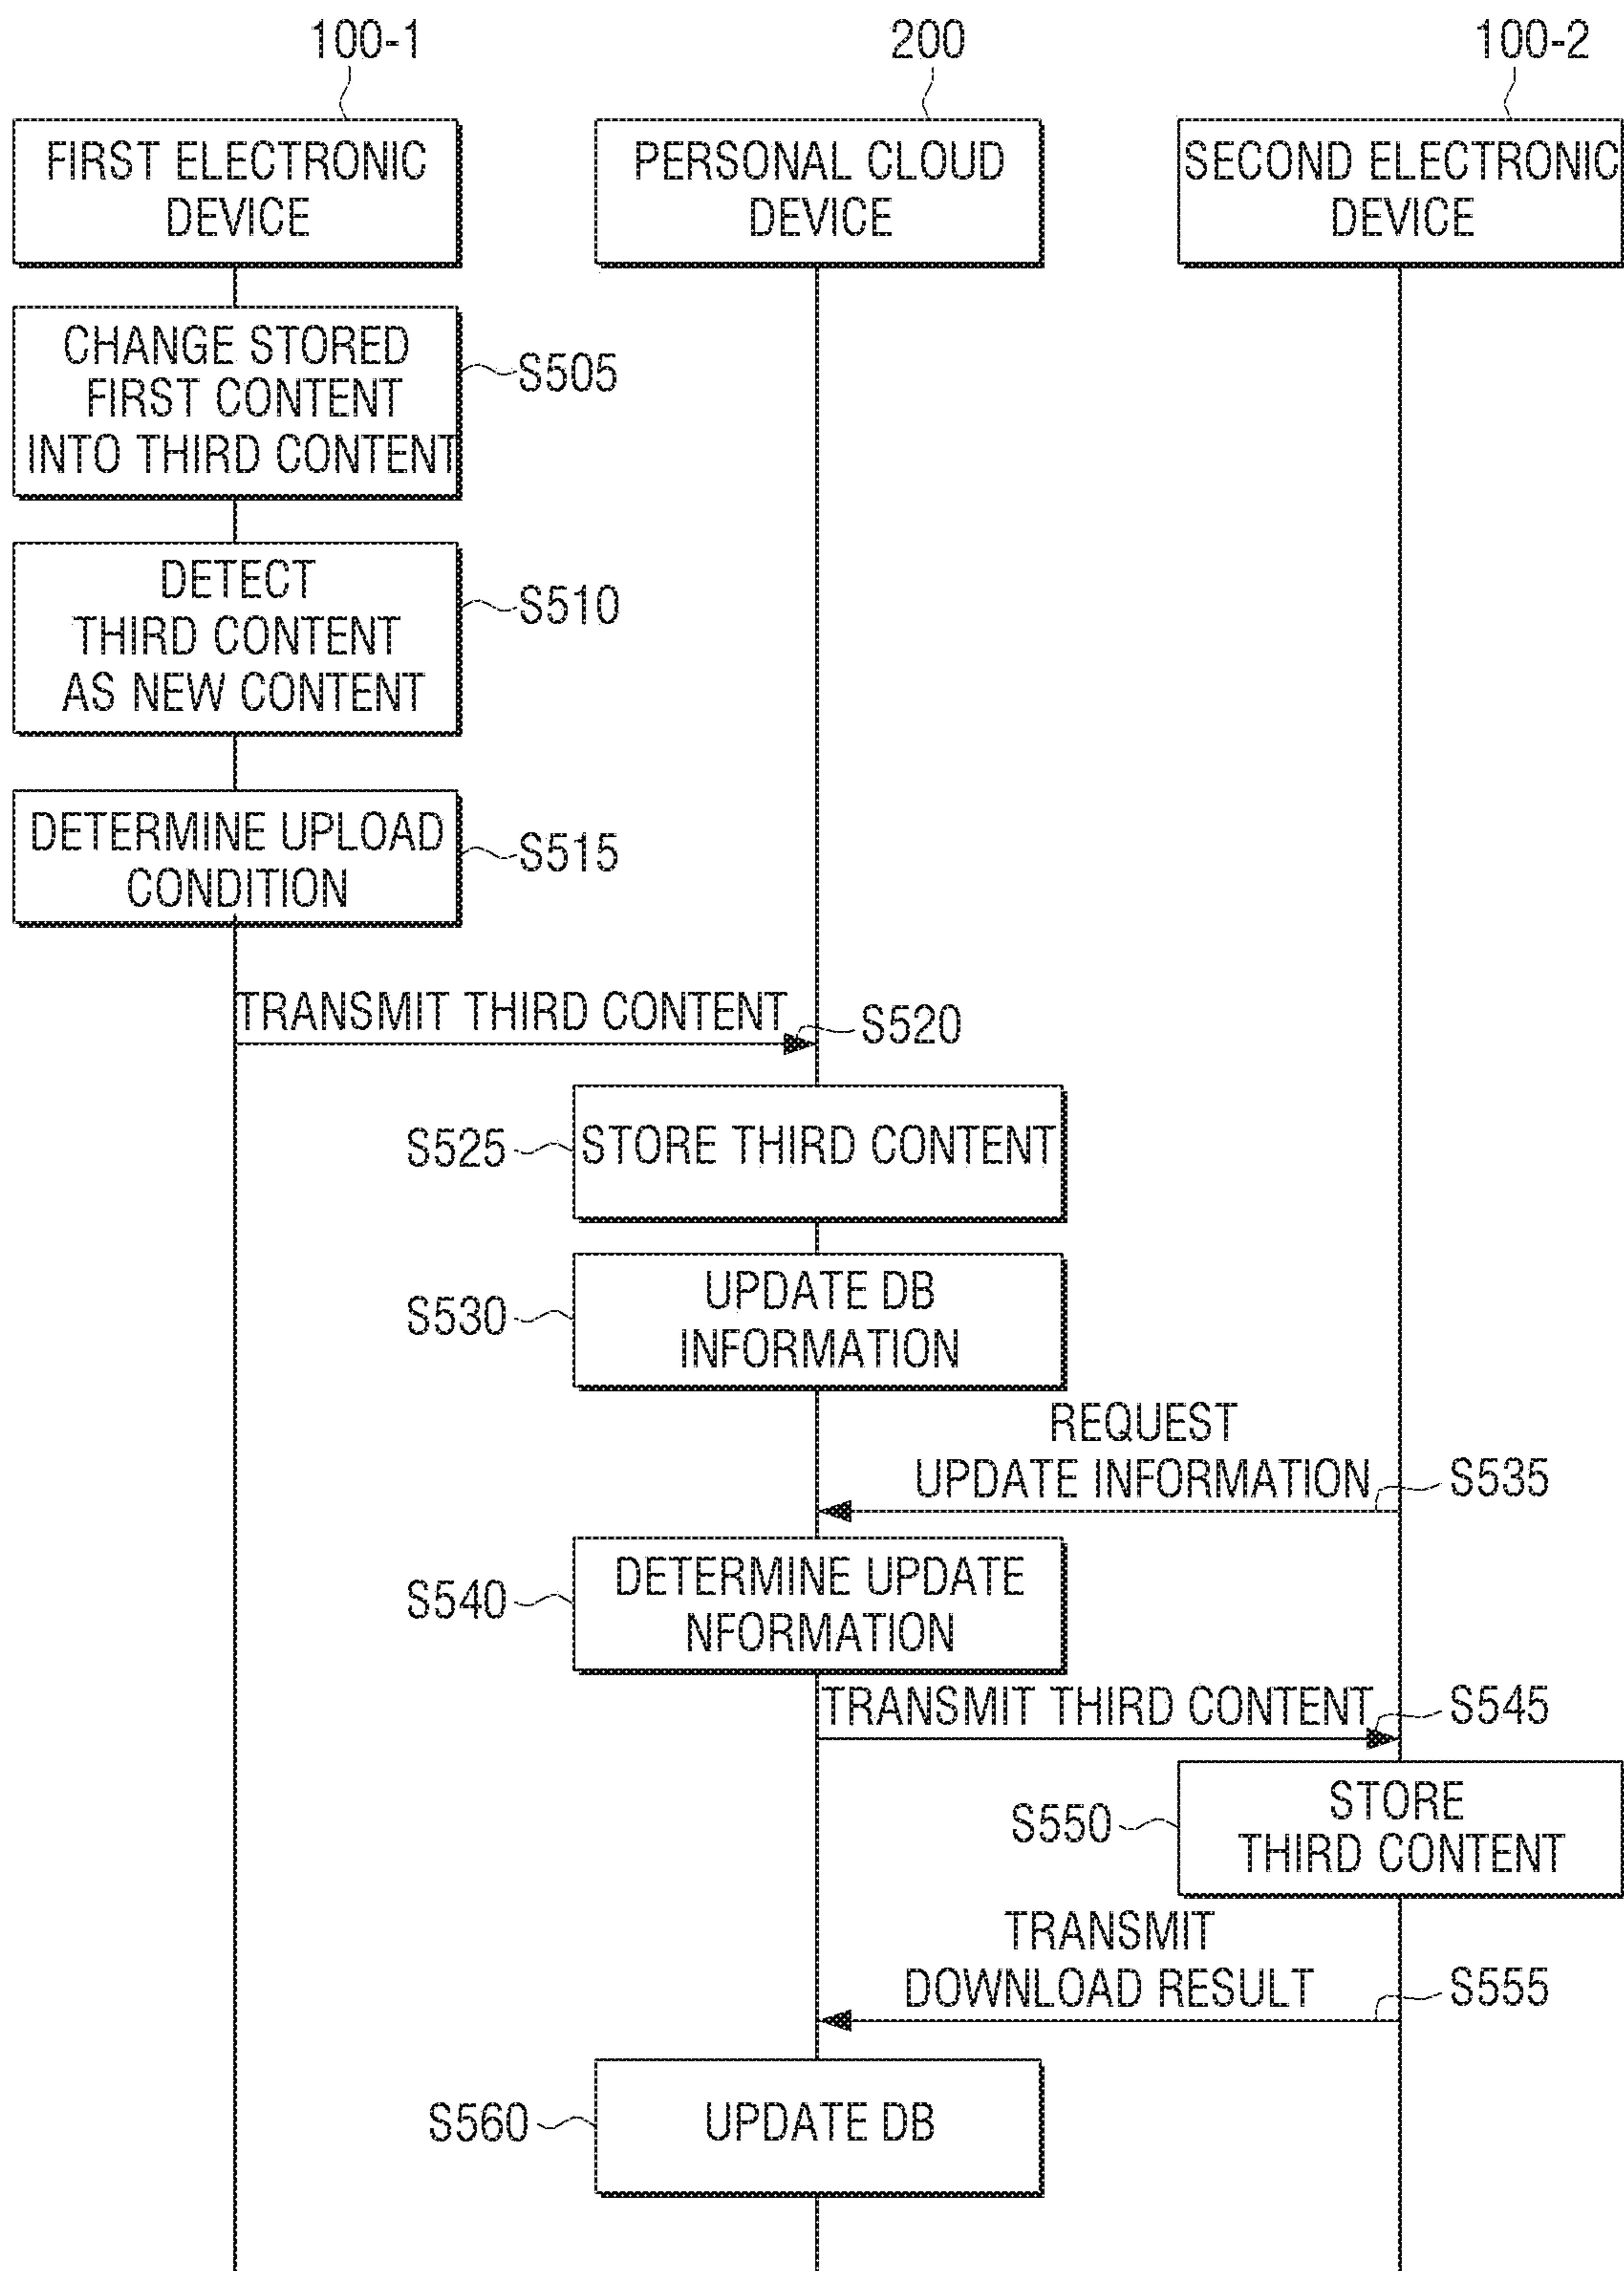 100-1
200
100-2
FIRST ELECTRONIC
DEVICE
PERSONAL CLOUD
DEVICE
SECOND ELECTRONIC
DEVICE
CHANGE STORED
FIRST CONTENT
INTO THIRD CONTENT
S505
DETECT
THIRD CONTENT
AS NEW CONTENT
S510
DETERMINE UPLOAD
CONDITION
S515
TRANSMIT THIRD CONTENT
S520
S525
STORE THIRD CONTENT
S530
UPDATE DB
INFORMATION
REQUEST
UPDATE INFORMATION
S535
S540
DETERMINE UPDATE
NFORMATION
TRANSMIT THIRD CONTENT
S545
S550
STORE
THIRD CONTENT
TRANSMIT
DOWNLOAD RESULT
S555
S560
UPDATE DB